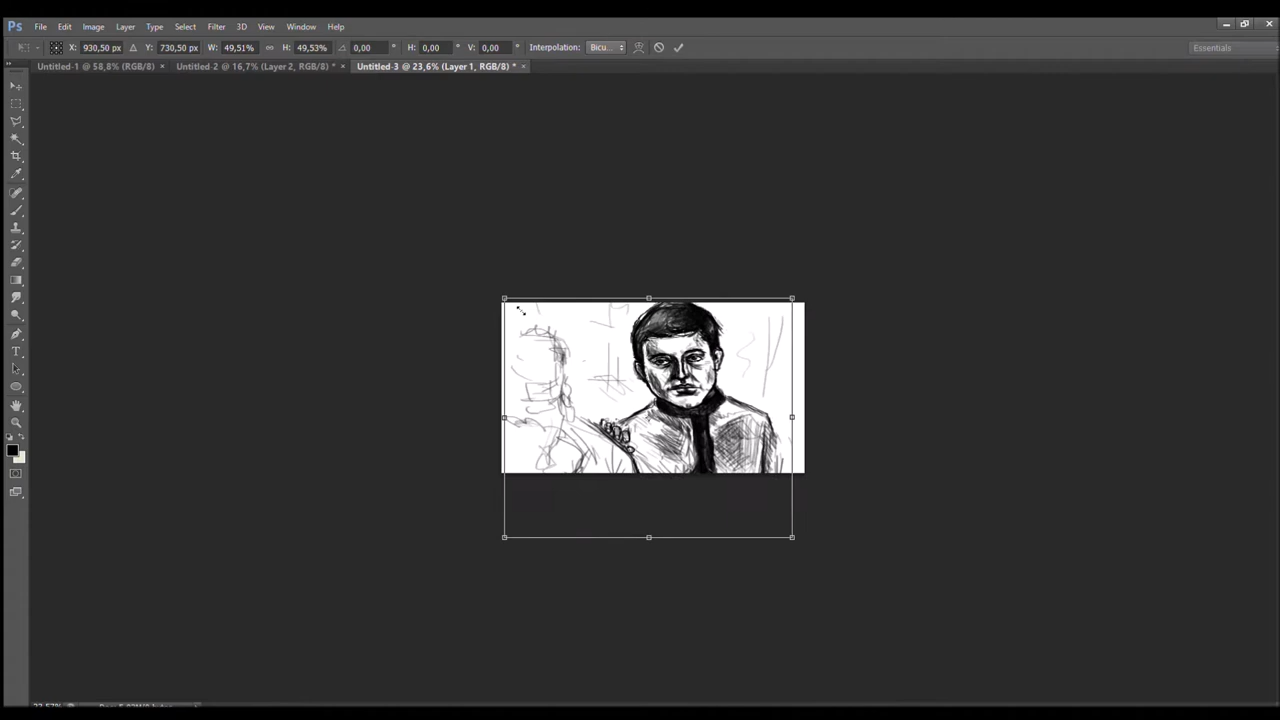 Ps File Edit Image Layer Type Select Filter 3D View Window Help
X: 930,50 px Y: 730,50 px W: 49,51% H: 49,53% 0,00 ° H: 0,00 ° V: 0,00 ° Interpolation: Bicu... Essentials
Untitled-1 @ 58,8% (RGB/8) × Untitled-2 @ 16,7% (Layer 2, RGB/8) * × Untitled-3 @ 23,6% (Layer 1, RGB/8) * ×